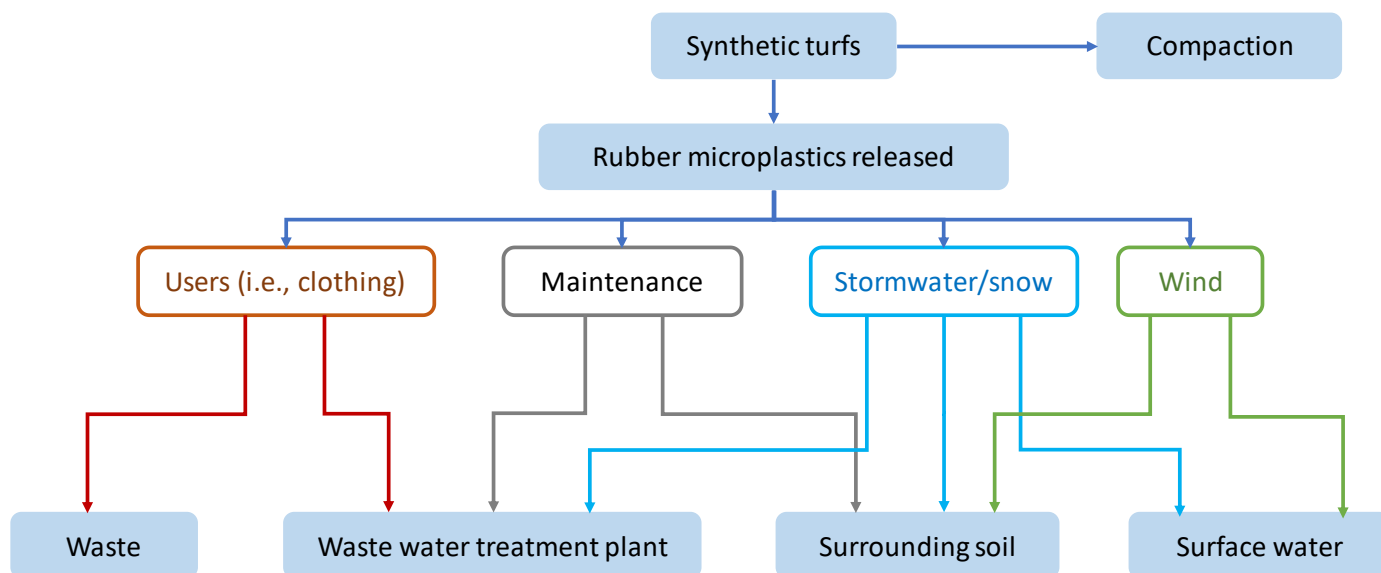 Synthetic turfs
Compaction
Rubber microplastics released
Users (i.e., clothing)
Maintenance
Stormwater/snow
Wind
Waste
Waste water treatment plant
Surrounding soil
Surface water